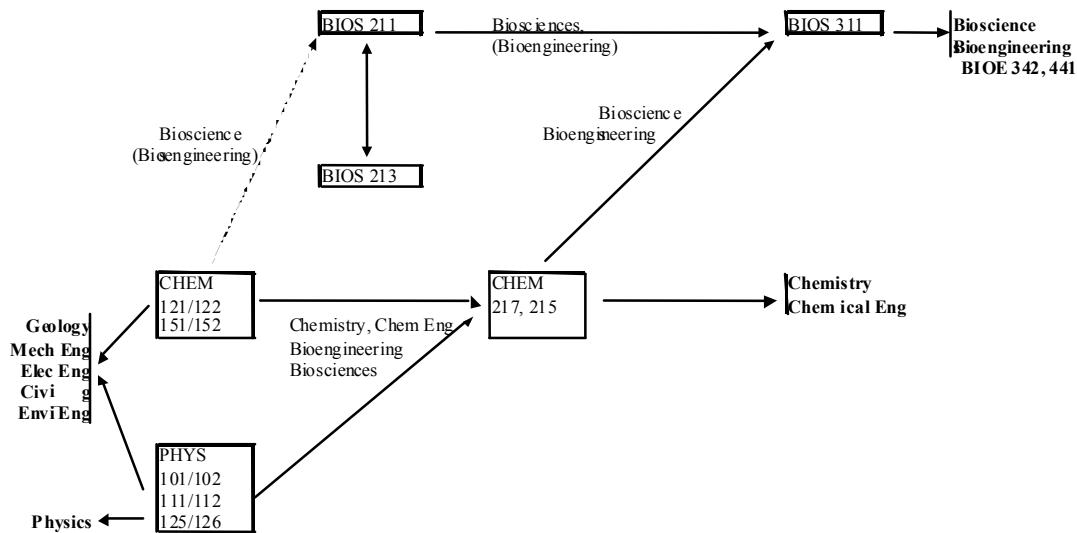 BIOS 211
Biosciences,
(Bioengineering)
BIOS 311
Bioscience
Bioengineering
BIOE 342, 441
Bioscience
(Bioengineering)
Bioscience
Bioengineering
BIOS 213
CHEM
121/122
151/152
CHEM
217, 215
Chemistry
Chemical Eng
Chemistry, Chem Eng
Bioengineering
Biosciences
Geology
Mech Eng
Elec Eng
Envi Eng
PHYS
101/102
111/112
125/126
Physics